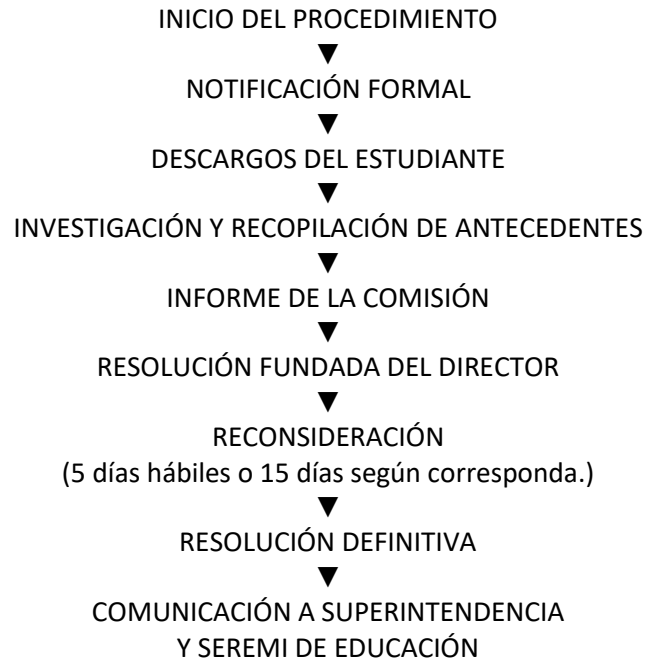 INICIO DEL PROCEDIMIENTO
▼
NOTIFICACIÓN FORMAL
▼
DESCARGOS DEL ESTUDIANTE
▼
INVESTIGACIÓN Y RECOPILACIÓN DE ANTECEDENTES
▼
INFORME DE LA COMISIÓN
▼
RESOLUCIÓN FUNDADA DEL DIRECTOR
▼
RECONSIDERACIÓN
(5 días hábiles o 15 días según corresponda.)
▼
RESOLUCIÓN DEFINITIVA
▼
COMUNICACIÓN A SUPERINTENDENCIA
Y SEREMI DE EDUCACIÓN